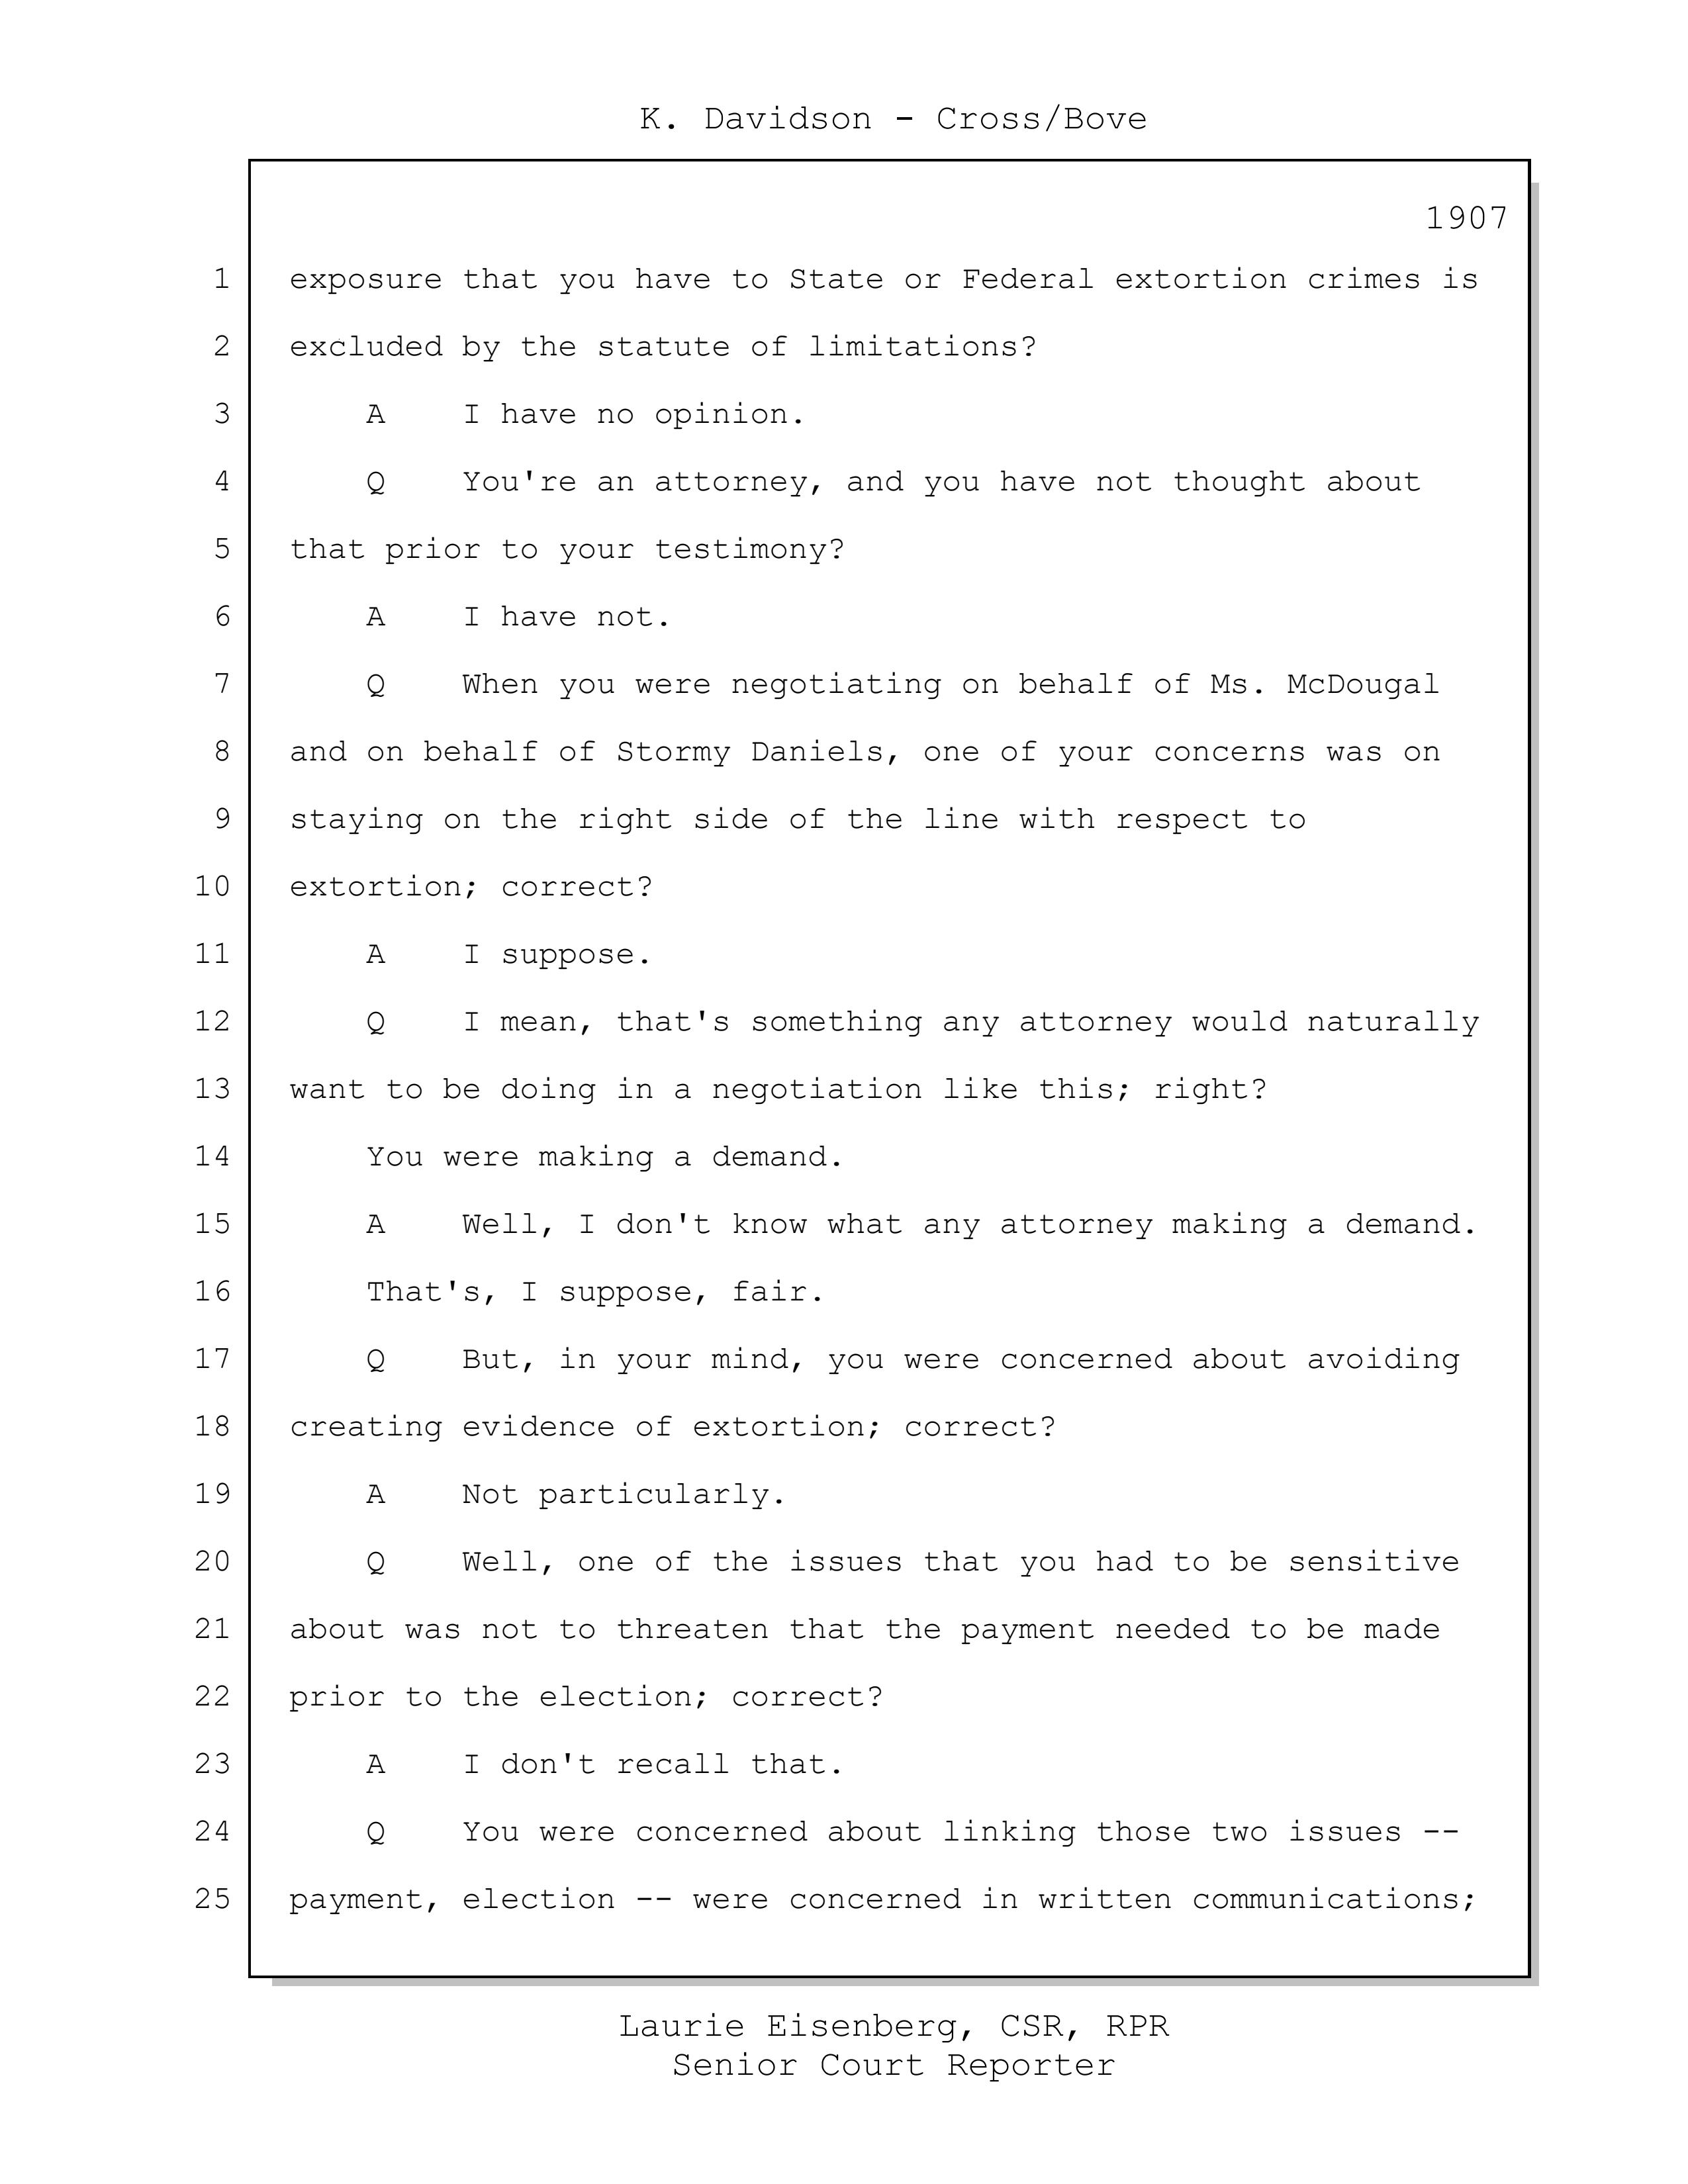 K. Davidson - Cross/Bove
1907
1 exposure that you have to State or Federal extortion crimes is
2 excluded by the statute of limitations?
3 A I have no opinion.
4 Q You're an attorney, and you have not thought about
5 that prior to your testimony?
6 A I have not.
7 Q When you were negotiating on behalf of Ms. McDougal
8 and on behalf of Stormy Daniels, one of your concerns was on
9 staying on the right side of the line with respect to
10 extortion; correct?
11 A I suppose.
12 Q I mean, that's something any attorney would naturally
13 want to be doing in a negotiation like this; right?
14 You were making a demand.
15 A Well, I don't know what any attorney making a demand.
16 That's, I suppose, fair.
17 Q But, in your mind, you were concerned about avoiding
18 creating evidence of extortion; correct?
19 A Not particularly.
20 Q Well, one of the issues that you had to be sensitive
21 about was not to threaten that the payment needed to be made
22 prior to the election; correct?
23 A I don't recall that.
24 Q You were concerned about linking those two issues --
25 payment, election -- were concerned in written communications;
Laurie Eisenberg, CSR, RPR
Senior Court Reporter